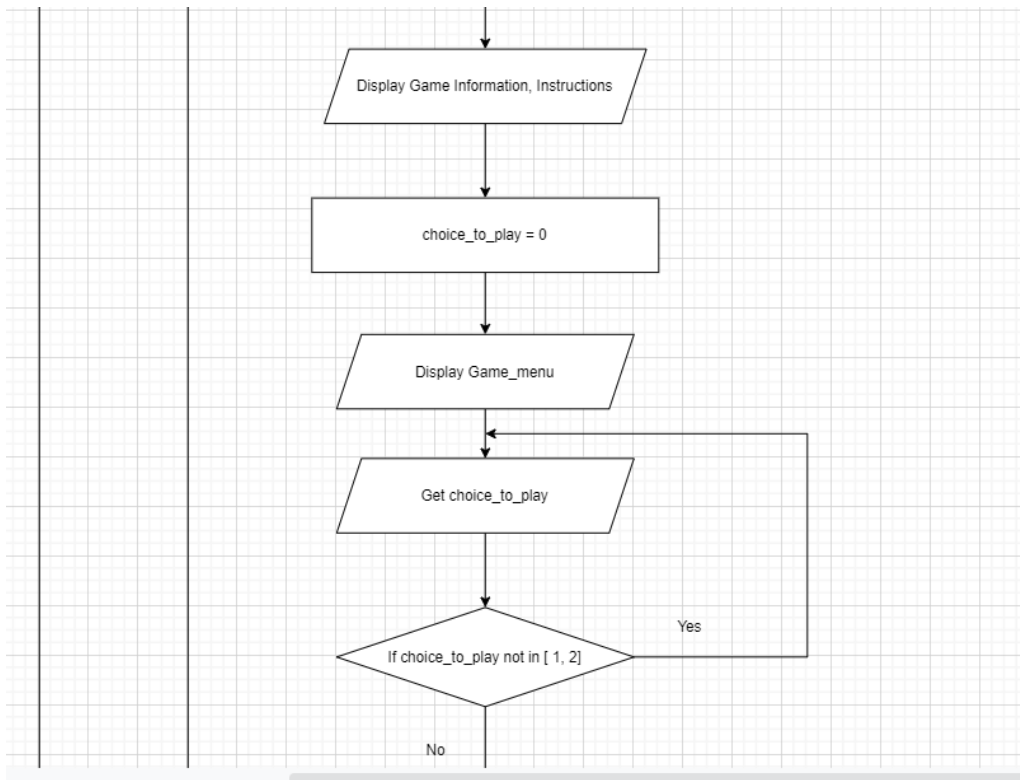 Display Game Information, Instructions
choice_to_play = 0
Display Game_menu
Get choice_to_play
Yes
If choice_to_play not in [ 1, 2]
No